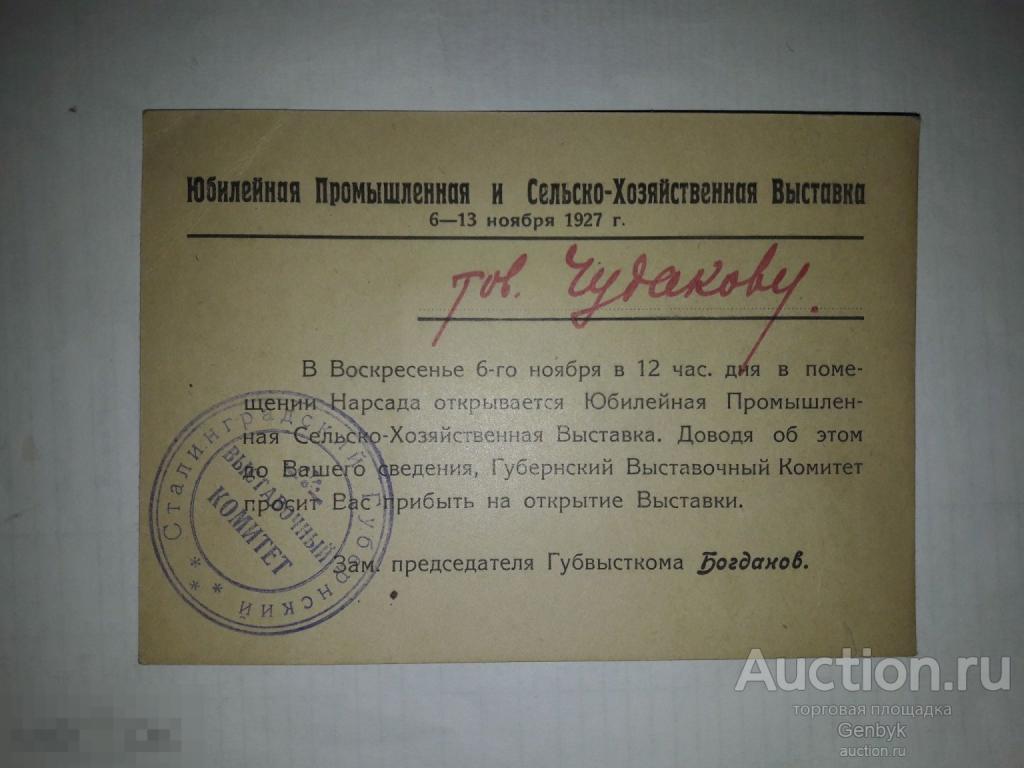 Юбилейная Промышленная и Сельско-Хозяйственная Выставка
6—13 ноября 1927 г.
тов. Чудакову.
В Воскресенье 6-го ноября в 12 час. дня в поме-
щении Нарсада открывается Юбилейная Промышлен-
ная Сельско-Хозяйственная Выставка. Доводя об этом
до Вашего сведения, Губернский Выставочный Комитет
просит Вас прибыть на открытие Выставки.
Зам. председателя Губвысткома Богданов.
Сталинградский Губернский
ВЫСТАВОЧНЫЙ
КОМИТЕТ
Auction.ru
торговая площадка
Genbyk
auction.ru